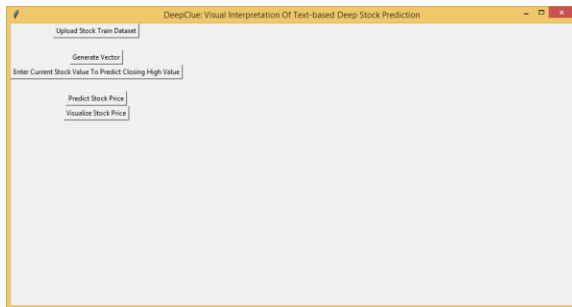 DeepClue: Visual Interpretation Of Text-based Deep Stock Prediction
Upload Stock Train Dataset
Generate Vector
Enter Current Stock Value To Predict Closing High Value
Predict Stock Price
Visualize Stock Price